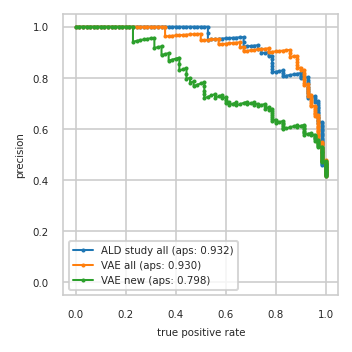 1.0
0.8
0.6
0.4
0.2
0.0
precision
ALD study all (aps: 0.932)
VAE all (aps: 0.930)
VAE new (aps: 0.798)
0.0 0.2 0.4 0.6 0.8 1.0
true positive rate